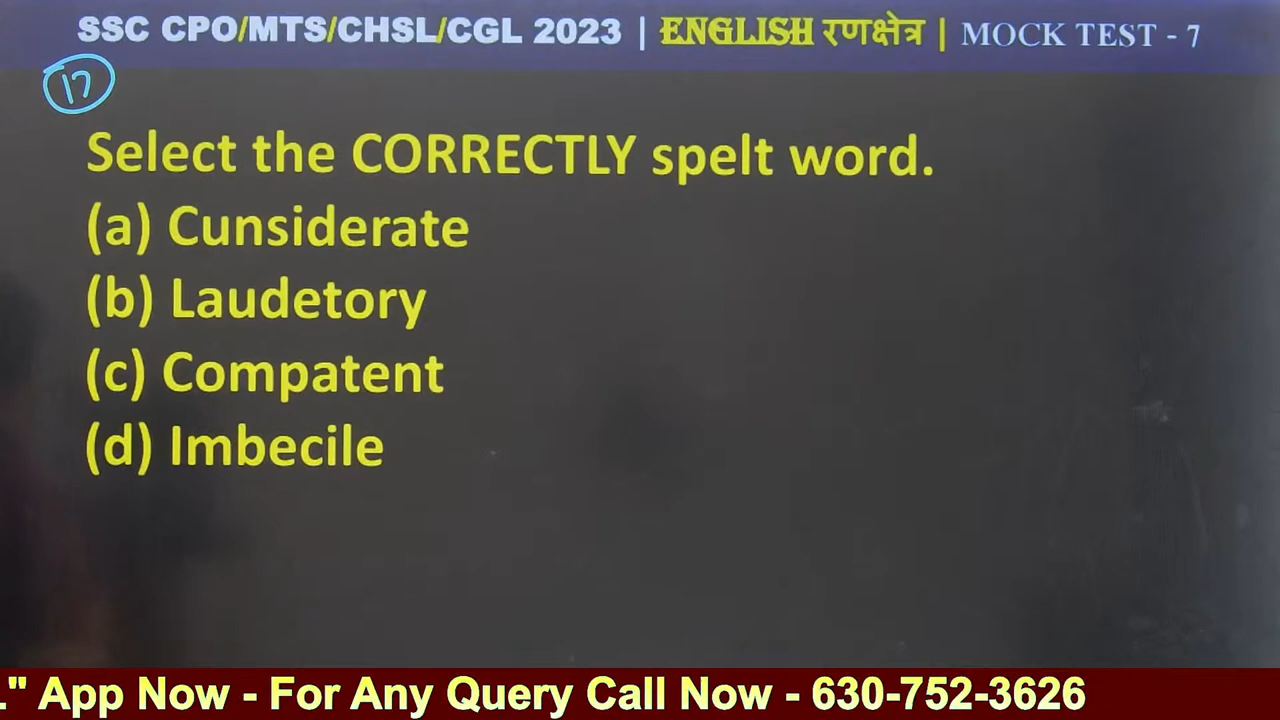 SSC CPO/MTS/CHSL/CGL 2023 | ENGLISH रणक्षेत्र | MOCK TEST - 7
17
Select the CORRECTLY spelt word.
(a) Cunsiderate
(b) Laudetory
(c) Compatent
(d) Imbecile
." App Now - For Any Query Call Now - 630-752-3626